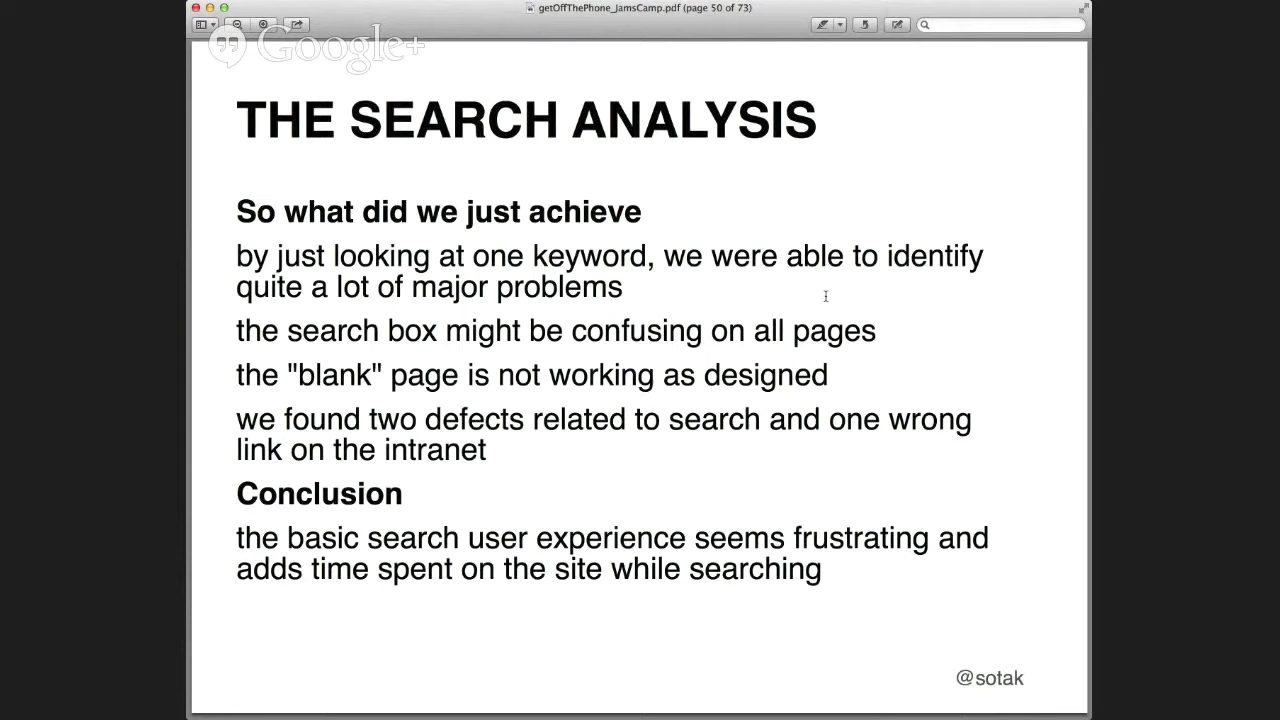 getOffThePhone_JamsCamp.pdf (page 50 of 73)
Google+
THE SEARCH ANALYSIS
So what did we just achieve
by just looking at one keyword, we were able to identify
quite a lot of major problems
the search box might be confusing on all pages
the "blank" page is not working as designed
we found two defects related to search and one wrong
link on the intranet
Conclusion
the basic search user experience seems frustrating and
adds time spent on the site while searching
@sotak